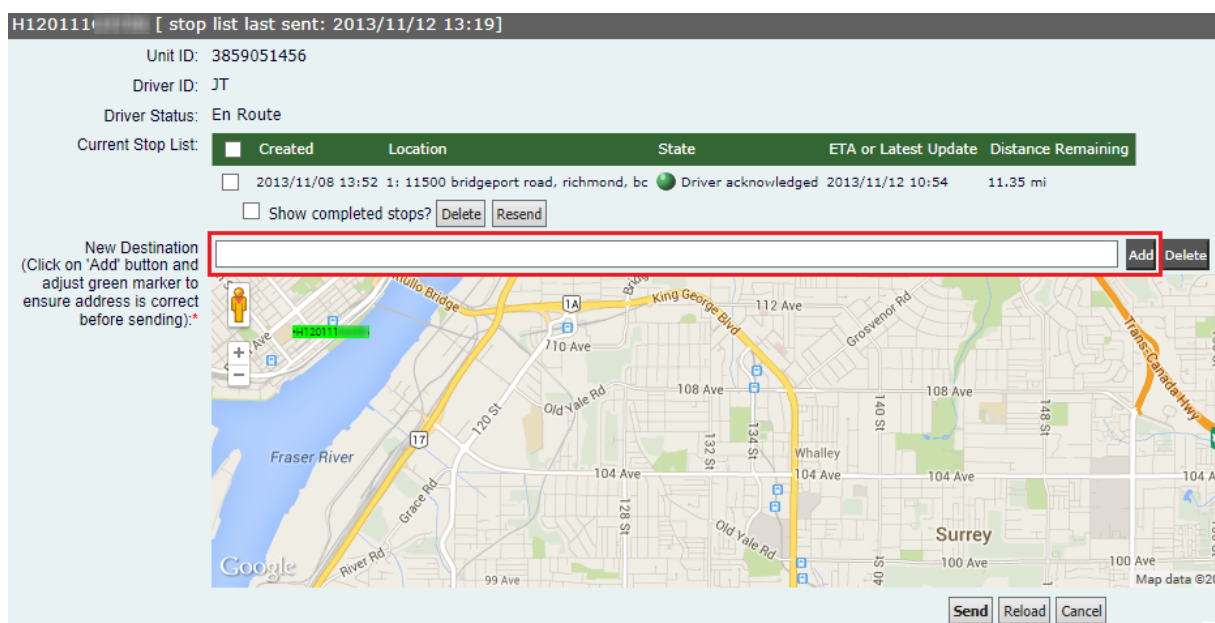 H120111 [ stop list last sent: 2013/11/12 13:19]
Unit ID: 3859051456
Driver ID: JT
Driver Status: En Route
Current Stop List:
Created Location State ETA or Latest Update Distance Remaining
2013/11/08 13:52 1: 11500 bridgeport road, richmond, bc Driver acknowledged 2013/11/12 10:54 11.35 mi
Show completed stops? Delete Resend
New Destination
(Click on 'Add' button and
adjust green marker to
ensure address is correct
before sending):*
Add Delete
Bridge
1A
King George Blvd
112 Ave
Grosvenor Rd
Trans-Canada Hwy
H120111
Ave
+
110 Ave
−
Old Yale Rd
108 Ave
108 Ave
120 St
140 St
148 St
17
132 St
134 St
Whalley
Fraser River
104 Ave
104 Ave
104 Ave
104 A
Grace Rd
128 St
Old Yale Rd
Surrey
Google
River Rd
99 Ave
100 Ave
100 Ave
Map data ©20
Send Reload Cancel